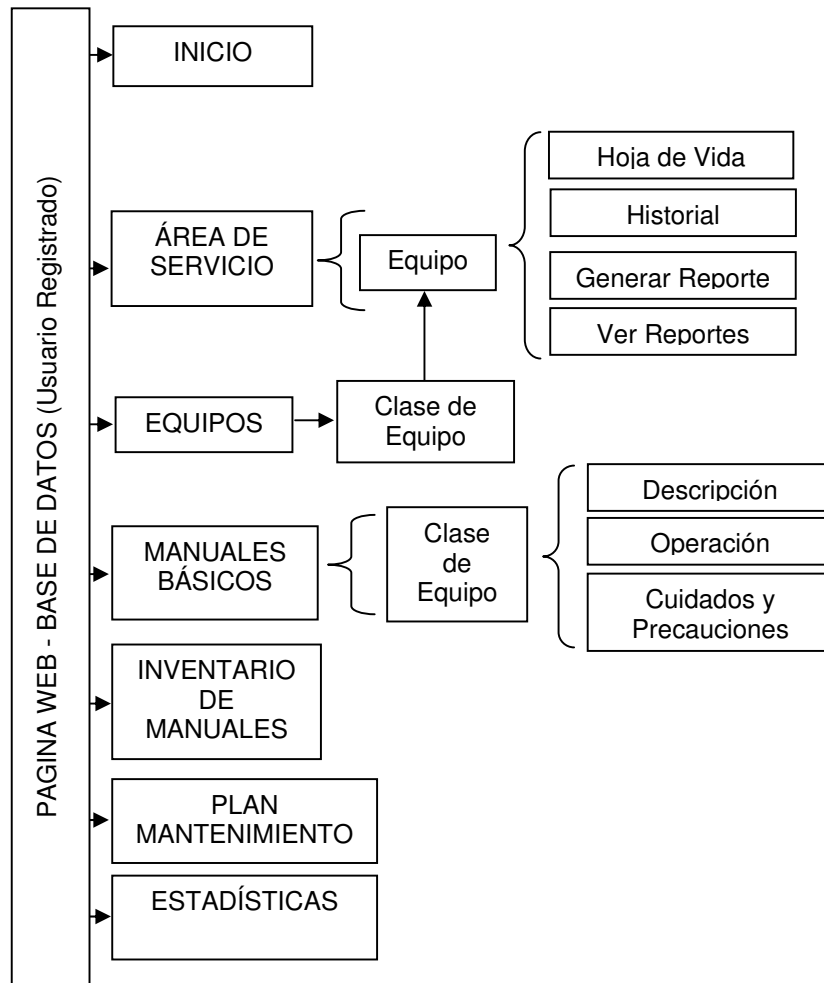 PAGINA WEB - BASE DE DATOS (Usuario Registrado)
INICIO
ÁREA DE
SERVICIO
Equipo
Hoja de Vida
Historial
Generar Reporte
Ver Reportes
EQUIPOS
Clase de
Equipo
MANUALES
BÁSICOS
Clase
de
Equipo
Descripción
Operación
Cuidados y
Precauciones
INVENTARIO
DE
MANUALES
PLAN
MANTENIMIENTO
ESTADÍSTICAS